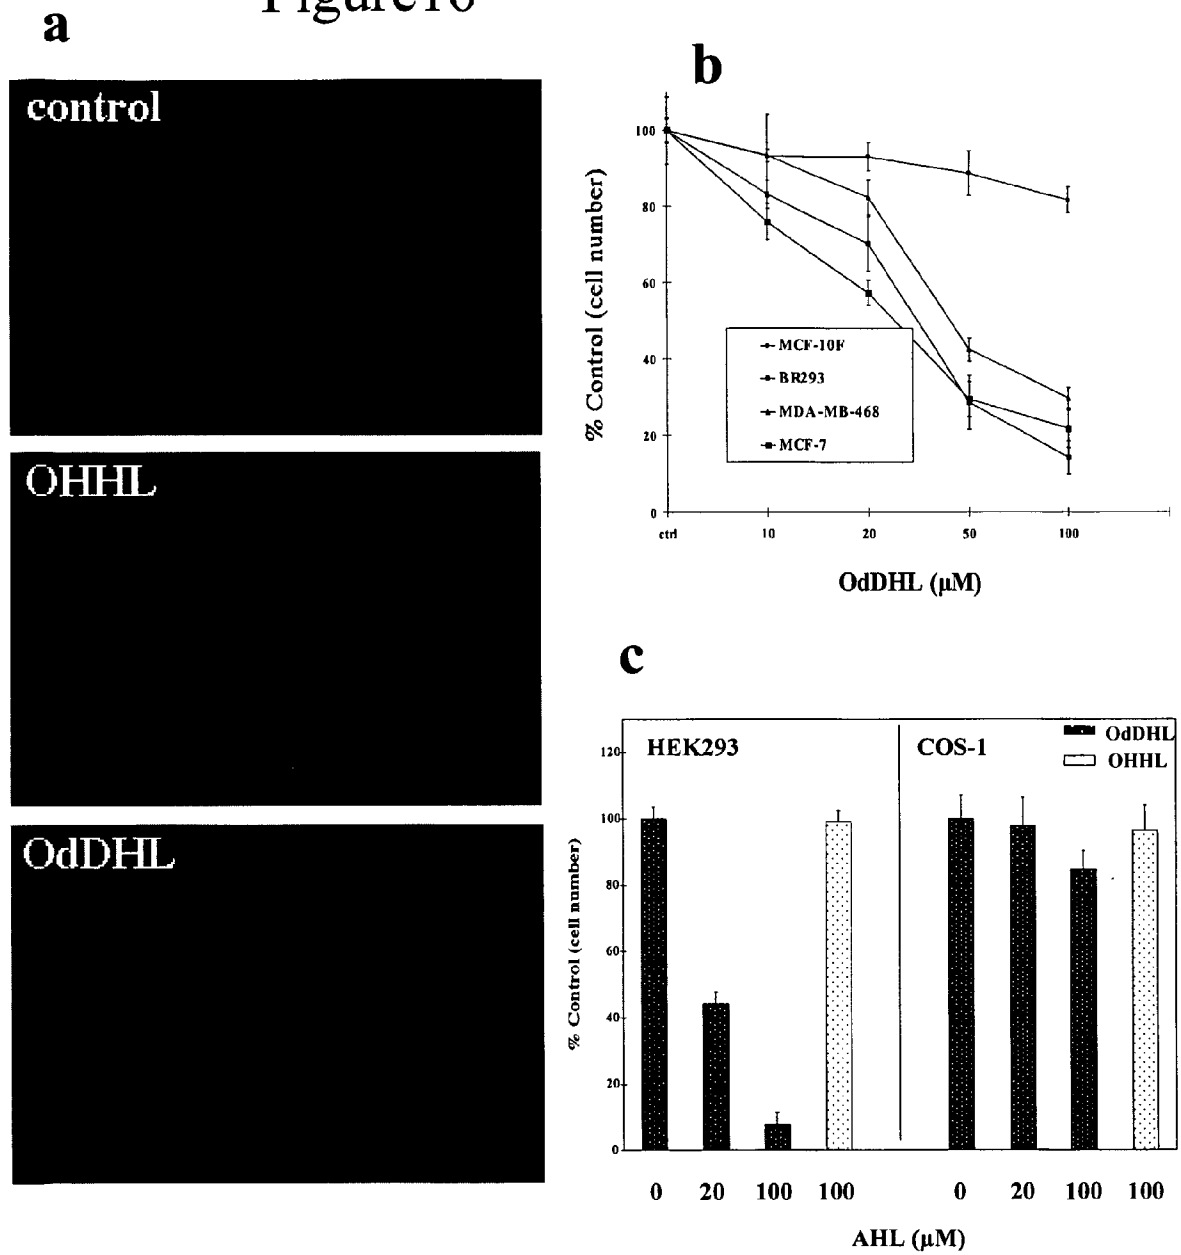 a
control
OHHL
OdDHL
b
% Control (cell number)
100
80
60
40
20
0
MCF-10F
BR293
MDA-MB-468
MCF-7
ctrl 10 20 50 100
OdDHL (µM)
c
HEK293
COS-1
OdDHL
OHHL
% Control (cell number)
120
100
80
60
40
20
0
0 20 100 100 0 20 100 100
AHL (µM)